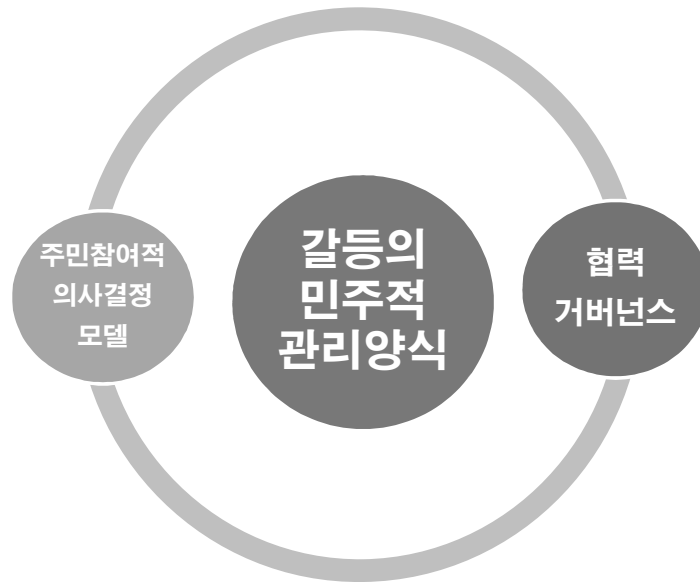 주민참여적
의사결정
모델
갈등의
민주적
관리양식
협력
거버넌스